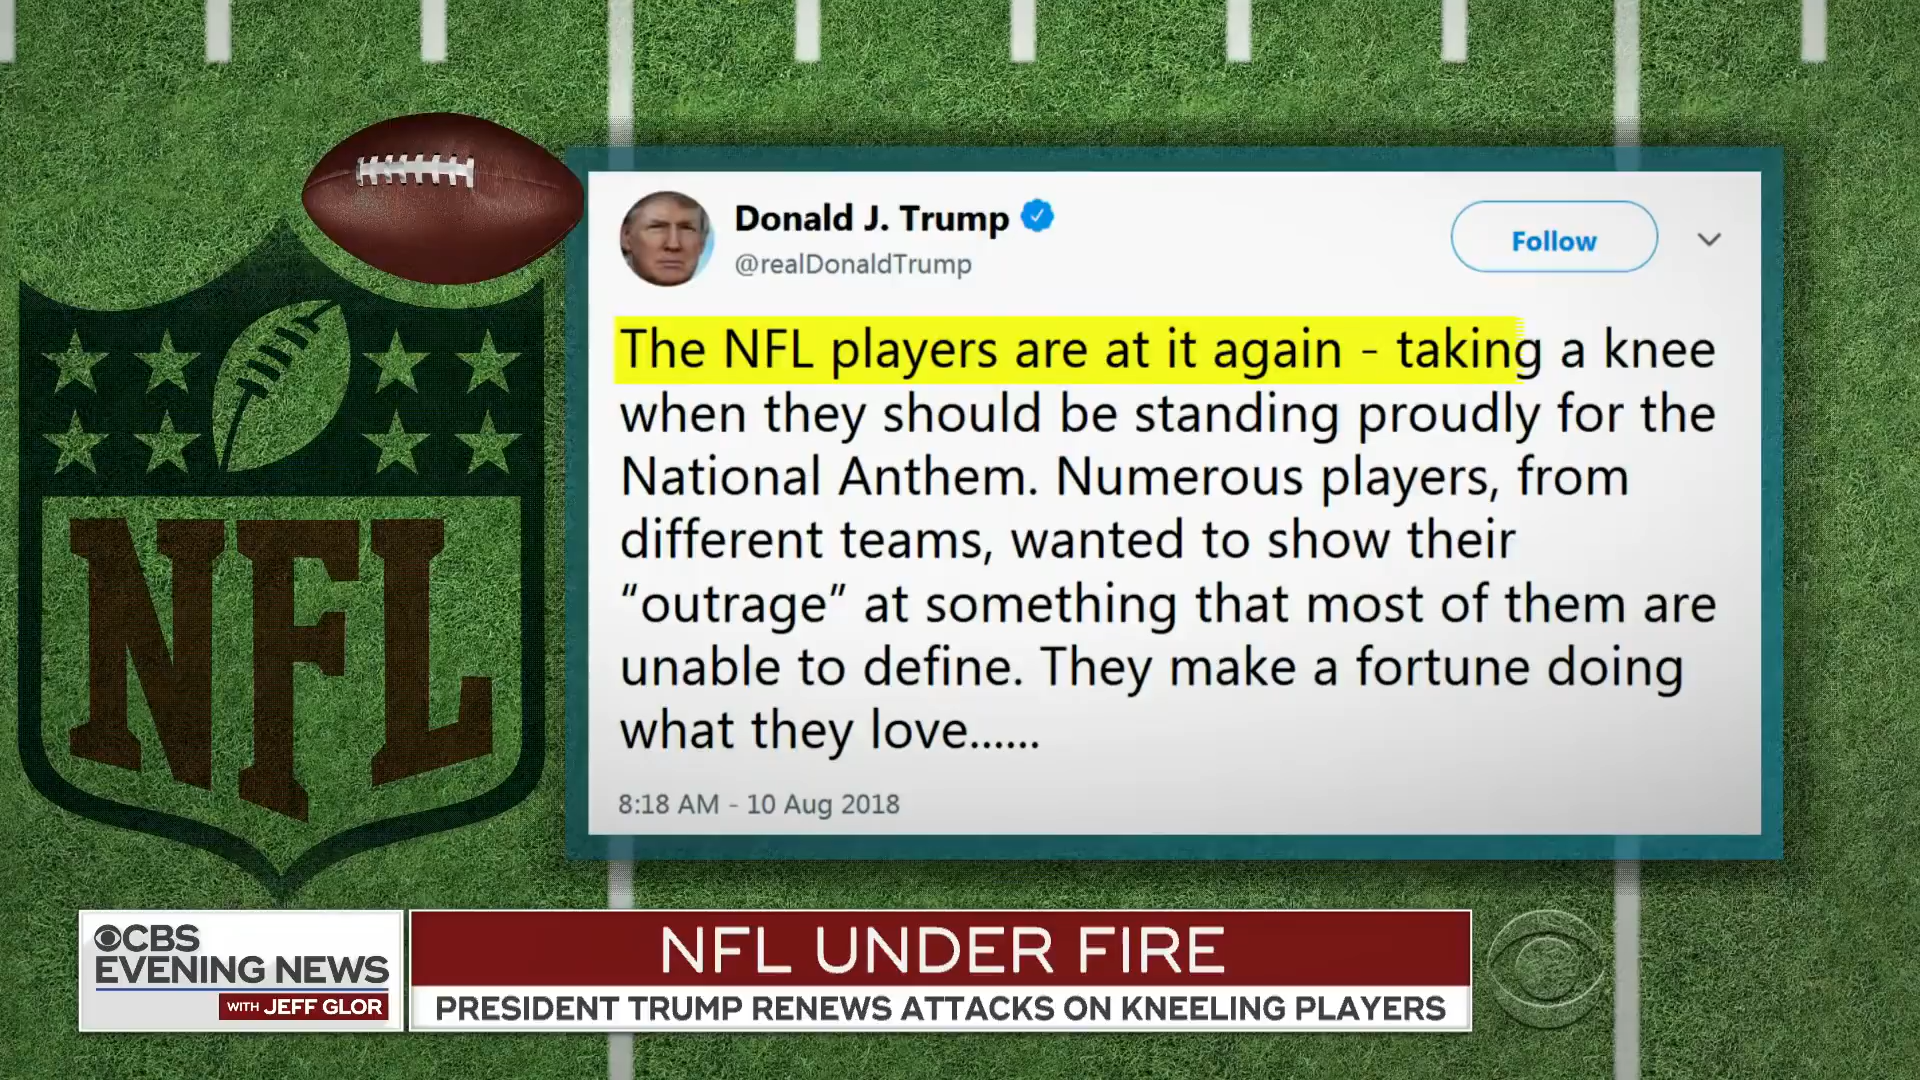 NFL
Donald J. Trump
@realDonaldTrump
Follow
The NFL players are at it again - taking a knee
when they should be standing proudly for the
National Anthem. Numerous players, from
different teams, wanted to show their
“outrage” at something that most of them are
unable to define. They make a fortune doing
what they love......
8:18 AM - 10 Aug 2018
CBS
EVENING NEWS
WITH JEFF GLOR
NFL UNDER FIRE
PRESIDENT TRUMP RENEWS ATTACKS ON KNEELING PLAYERS